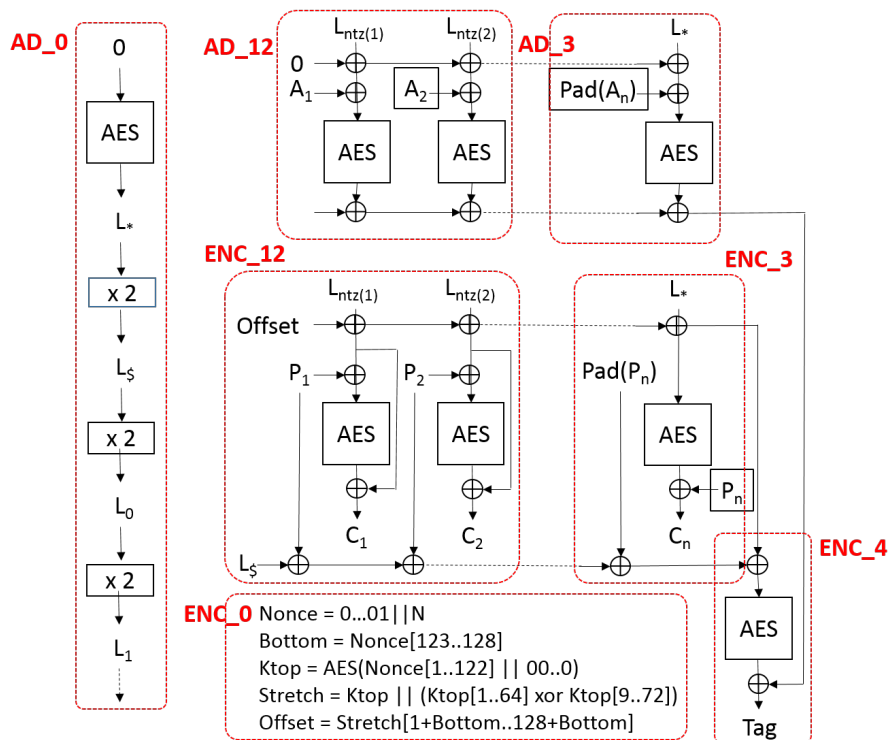 AD_0
0
AES
L*
x 2
L$
x 2
L0
x 2
L1
AD_12
Lntz(1)
Lntz(2)
0
A1
A2
AES
AES
AD_3
L*
Pad(An)
AES
ENC_12
Lntz(1)
Lntz(2)
Offset
P1
P2
AES
AES
C1
C2
L$
ENC_3
L*
Pad(Pn)
AES
Pn
Cn
ENC_4
AES
Tag
ENC_0
Nonce = 0...01||N
Bottom = Nonce[123..128]
Ktop = AES(Nonce[1..122] || 00..0)
Stretch = Ktop || (Ktop[1..64] xor Ktop[9..72])
Offset = Stretch[1+Bottom..128+Bottom]